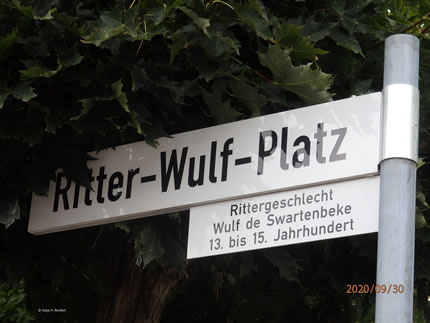 Ritter-Wulf-Platz
Rittergeschlecht
Wulf de Swartenbeke
13. bis 15. Jahrhundert
2020/09/30